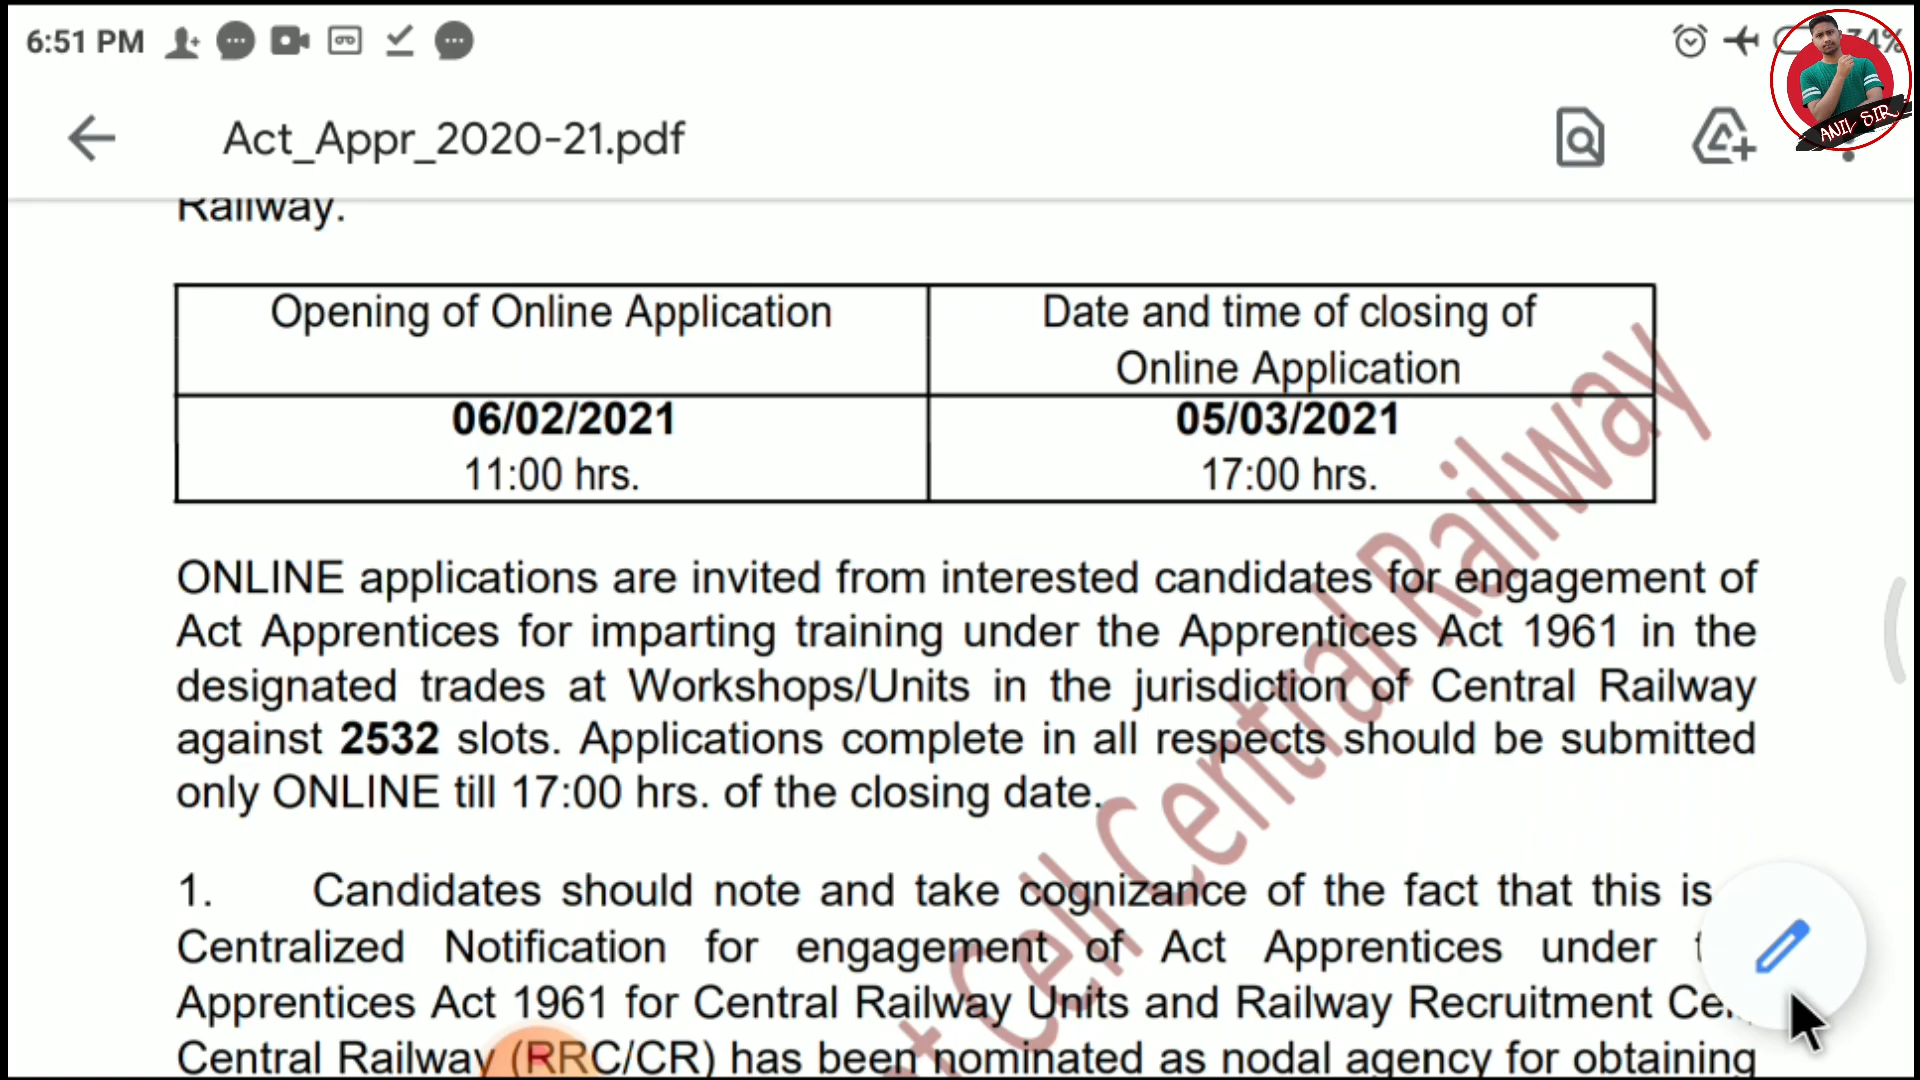 6:51 PM
74%
ANIL SIR
Act_Appr_2020-21.pdf
Railway.
Opening of Online Application
Date and time of closing of
Online Application
06/02/2021
11:00 hrs.
05/03/2021
17:00 hrs.
ONLINE applications are invited from interested candidates for engagement of
Act Apprentices for imparting training under the Apprentices Act 1961 in the
designated trades at Workshops/Units in the jurisdiction of Central Railway
against 2532 slots. Applications complete in all respects should be submitted
only ONLINE till 17:00 hrs. of the closing date.
1. Candidates should note and take cognizance of the fact that this is
Centralized Notification for engagement of Act Apprentices under
Apprentices Act 1961 for Central Railway Units and Railway Recruitment
Central Railway (RRC/CR) has been nominated as nodal agency for obtaining
Cell Central Railway